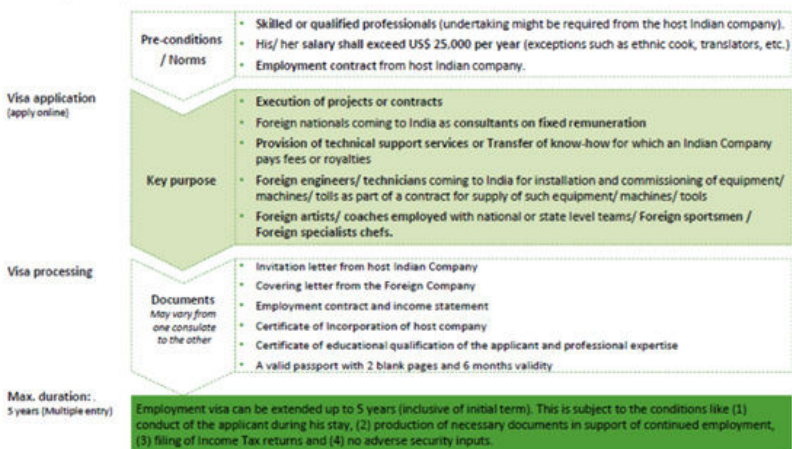 Pre-conditions
/ Norms
• Skilled or qualified professionals (undertaking might be required from the host Indian company).
• His/ her salary shall exceed US$ 25,000 per year (exceptions such as ethnic cook, translators, etc.)
• Employment contract from host Indian company.
Visa application
(apply online)
Key purpose
• Execution of projects or contracts
• Foreign nationals coming to India as consultants on fixed remuneration
• Provision of technical support services or Transfer of know-how for which an Indian Company
pays fees or royalties
• Foreign engineers/ technicians coming to India for installation and commissioning of equipment/
machines/ tolls as part of a contract for supply of such equipment/ machines/ tools
• Foreign artists/ coaches employed with national or state level teams/ Foreign sportsmen /
Foreign specialists chefs.
Visa processing
Documents
May vary from
one consulate
to the other
• Invitation letter from host Indian Company
• Covering letter from the Foreign Company
• Employment contract and income statement
• Certificate of Incorporation of host company
• Certificate of educational qualification of the applicant and professional expertise
• A valid passport with 2 blank pages and 6 months validity
Max. duration: .
5 years (Multiple entry)
Employment visa can be extended up to 5 years (inclusive of initial term). This is subject to the conditions like (1)
conduct of the applicant during his stay, (2) production of necessary documents in support of continued employment,
(3) filing of Income Tax returns and (4) no adverse security inputs.